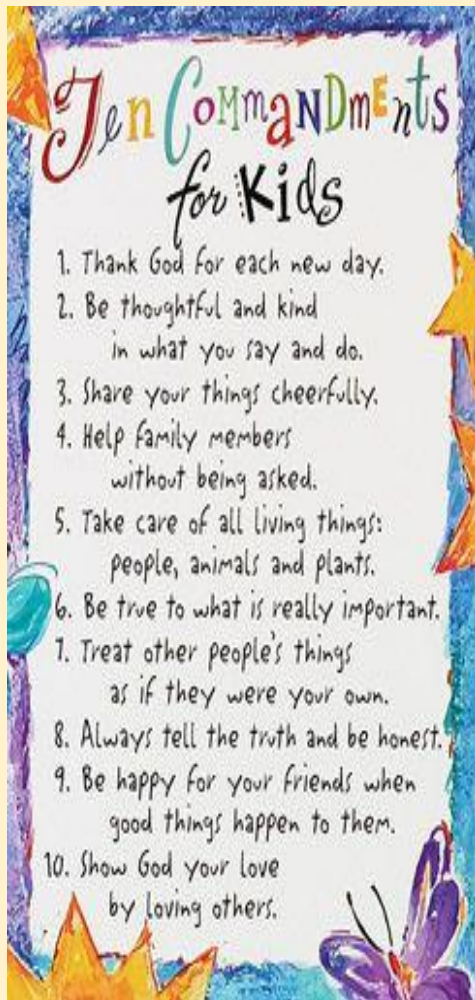 Ten Commandments
for Kids
1. Thank God for each new day.
2. Be thoughtful and kind
in what you say and do.
3. Share your things cheerfully.
4. Help family members
without being asked.
5. Take care of all living things:
people, animals and plants.
6. Be true to what is really important.
7. Treat other people's things
as if they were your own.
8. Always tell the truth and be honest.
9. Be happy for your friends when
good things happen to them.
10. Show God your love
by loving others.